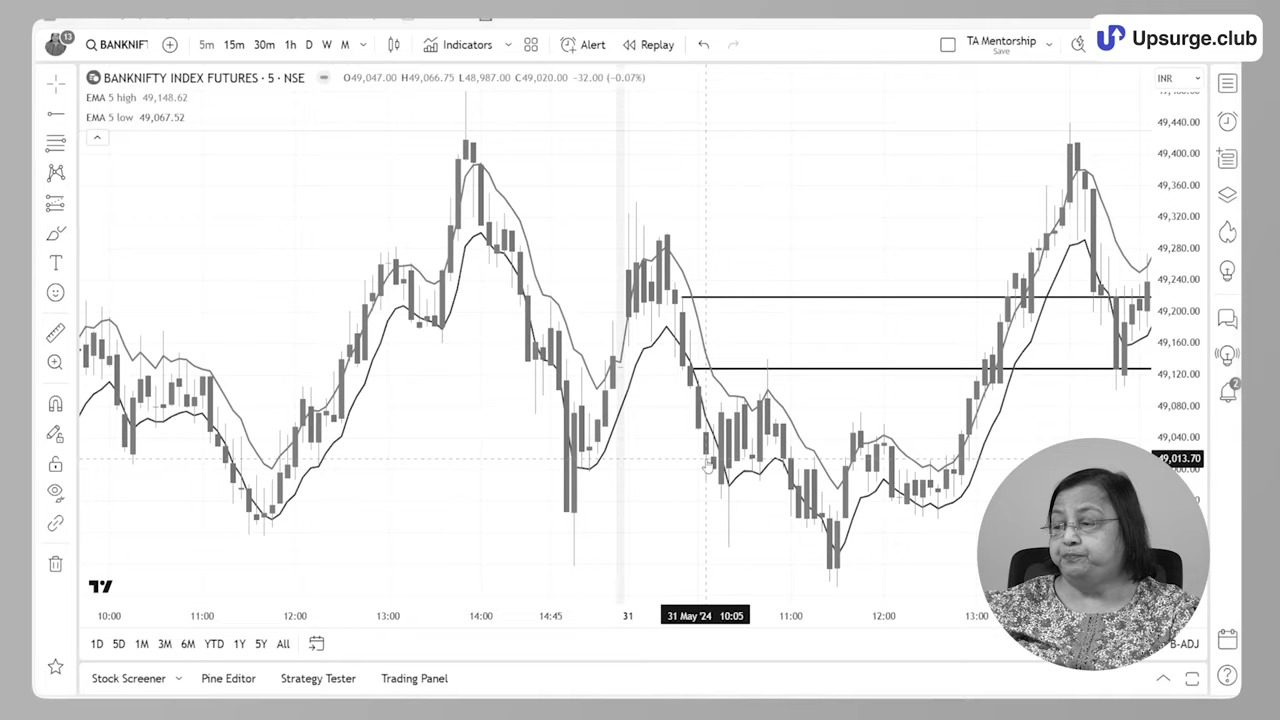 Upsurge.club
13
BANKNIFT
5m 15m 30m 1h D W M
Indicators
Alert
Replay
TA Mentorship
Save
BANKNIFTY INDEX FUTURES · 5 · NSE
O49,047.00 H49,066.75 L48,987.00 C49,020.00 −32.00 (−0.07%)
INR
EMA 5 high 49,148.62
EMA 5 low 49,067.52
49,440.00
49,400.00
49,360.00
49,320.00
49,280.00
49,240.00
49,200.00
49,160.00
49,120.00
49,080.00
49,040.00
49,013.70
2
10:00 11:00 12:00 13:00 14:00 14:45 31 31 May '24 10:05 11:00 12:00 13:00
1D 5D 1M 3M 6M YTD 1Y 5Y All
B-ADJ
Stock Screener
Pine Editor
Strategy Tester
Trading Panel